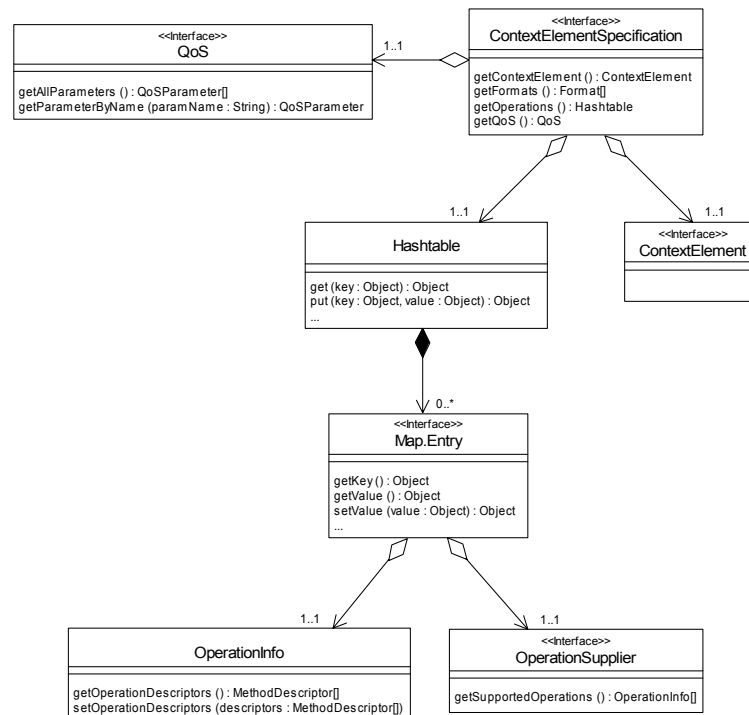 <<Interface>>
QoS
getAllParameters () : QoSParameter[]
getParameterByName (paramName : String) : QoSParameter
1..1
<<Interface>>
ContextElementSpecification
getContextElement () : ContextElement
getFormats () : Format[]
getOperations () : Hashtable
getQoS () : QoS
1..1
1..1
Hashtable
get (key : Object) : Object
put (key : Object, value : Object) : Object
...
<<Interface>>
ContextElement
0..*
<<Interface>>
Map.Entry
getKey () : Object
getValue () : Object
setValue (value : Object) : Object
...
1..1
1..1
OperationInfo
getOperationDescriptors () : MethodDescriptor[]
setOperationDescriptors (descriptors : MethodDescriptor[])
<<Interface>>
OperationSupplier
getSupportedOperations () : OperationInfo[]